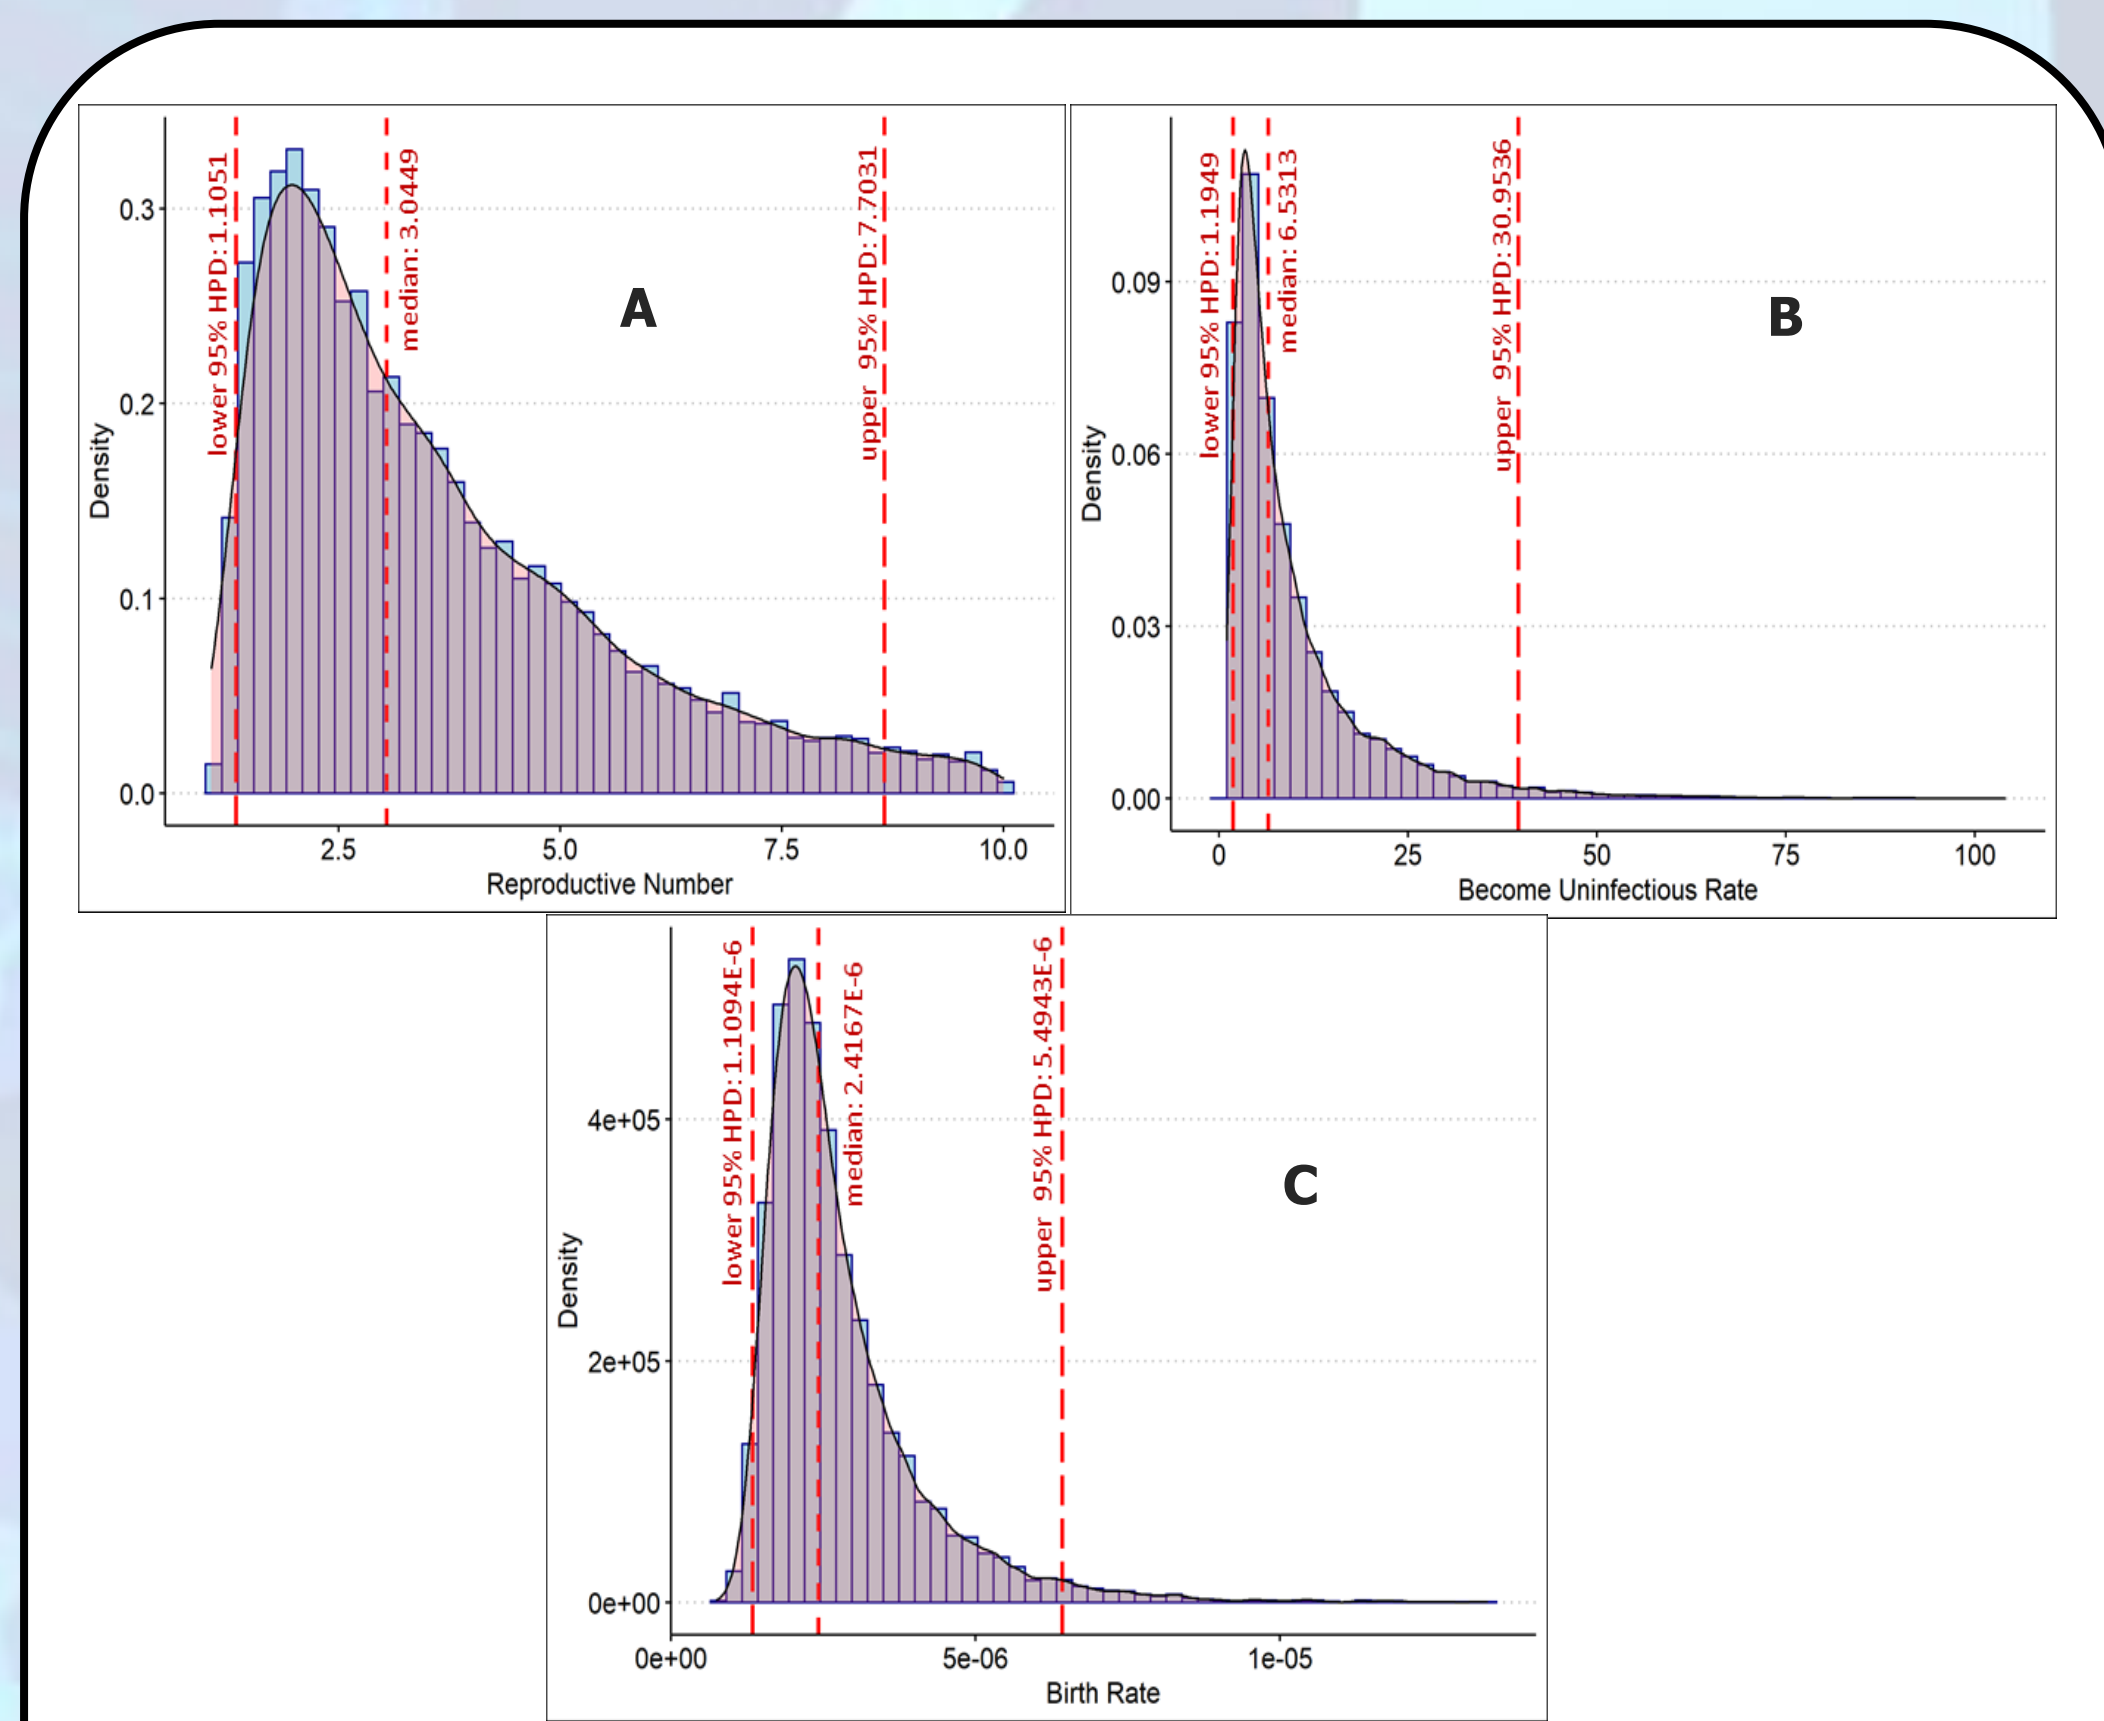 lower 95% HPD:1.1051
median: 3.0449
upper 95% HPD: 7.7031
A
Density
0.3
0.2
0.1
0.0
2.5 5.0 7.5 10.0
Reproductive Number
lower 95% HPD:1.1949
median: 6.5313
upper 95% HPD: 30.9536
B
Density
0.09
0.06
0.03
0.00
0 25 50 75 100
Become Uninfectious Rate
lower 95% HPD:1.1094E-6
median: 2.4167E-6
upper 95% HPD: 5.4943E-6
C
Density
4e+05
2e+05
0e+00
0e+00 5e-06 1e-05
Birth Rate